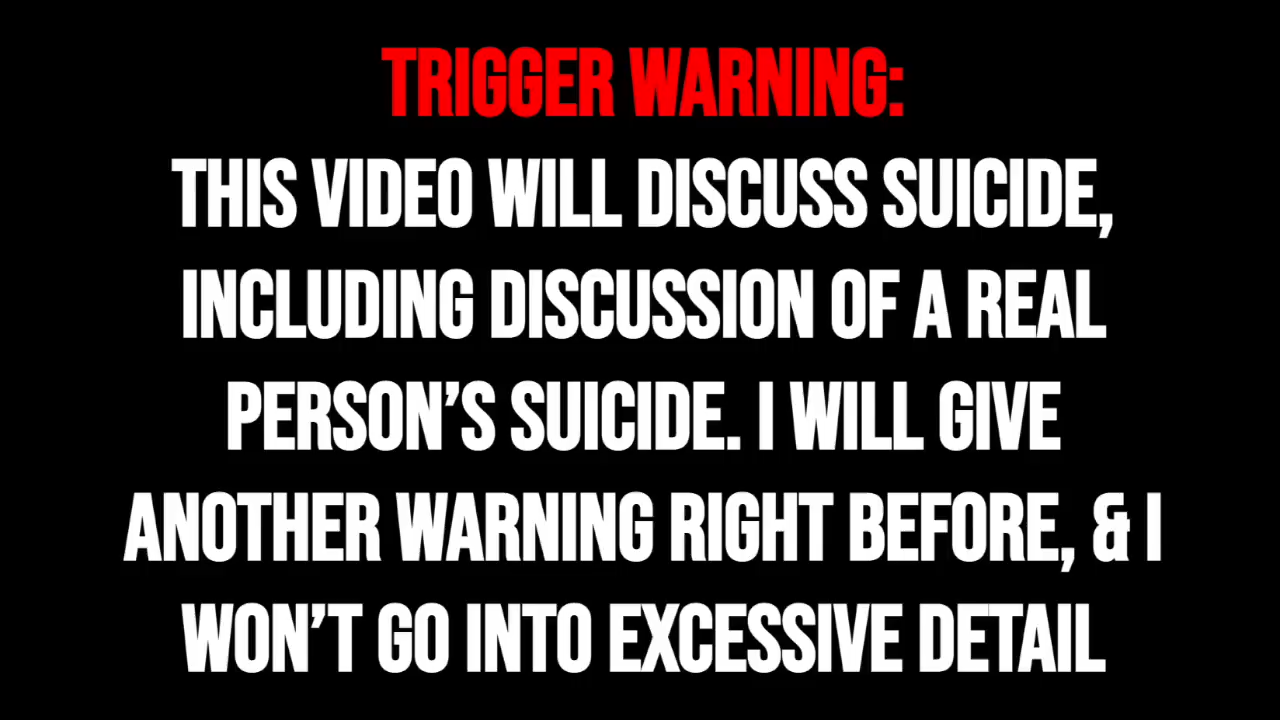 TRIGGER WARNING:
THIS VIDEO WILL DISCUSS SUICIDE,
INCLUDING DISCUSSION OF A REAL
PERSON’S SUICIDE. I WILL GIVE
ANOTHER WARNING RIGHT BEFORE, & I
WON’T GO INTO EXCESSIVE DETAIL